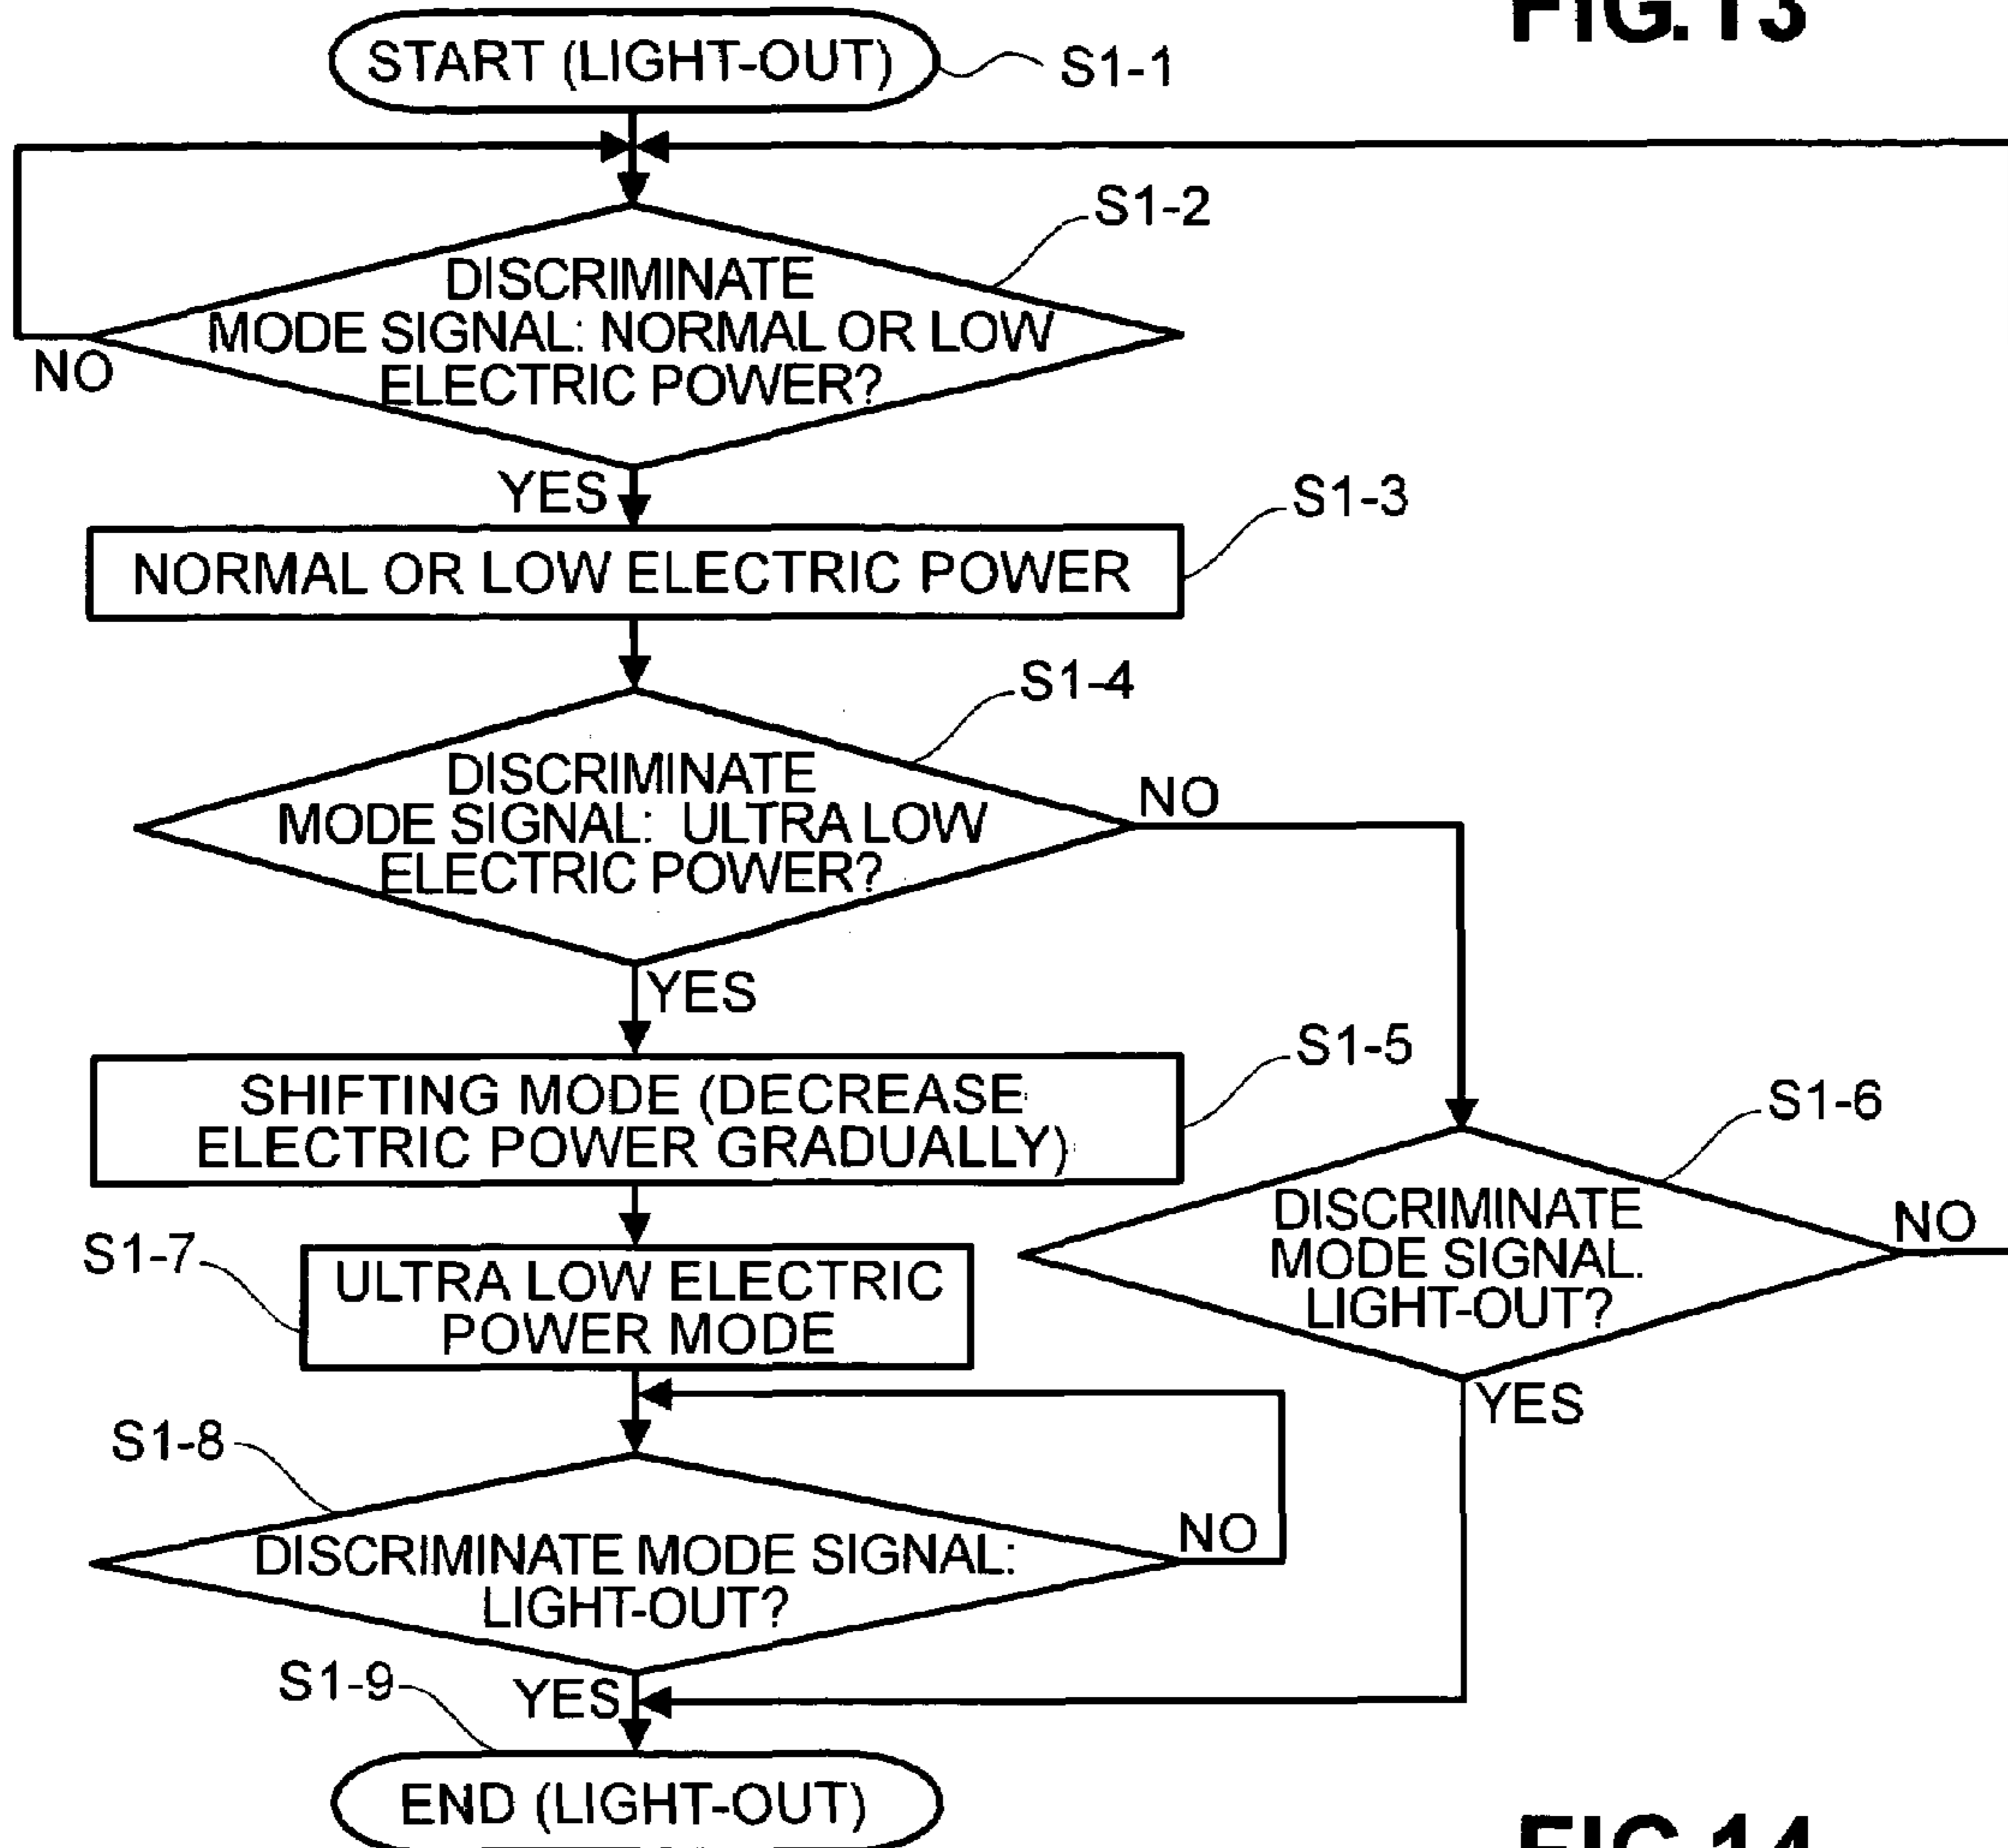 FIG.13
START (LIGHT-OUT)
S1-1
S1-2
DISCRIMINATE
MODE SIGNAL: NORMAL OR LOW
ELECTRIC POWER?
NO
YES
S1-3
NORMAL OR LOW ELECTRIC POWER
S1-4
DISCRIMINATE
MODE SIGNAL: ULTRA LOW
ELECTRIC POWER?
NO
YES
S1-5
SHIFTING MODE (DECREASE
ELECTRIC POWER GRADUALLY)
S1-6
DISCRIMINATE
MODE SIGNAL.
LIGHT-OUT?
NO
YES
S1-7
ULTRA LOW ELECTRIC
POWER MODE
S1-8
DISCRIMINATE MODE SIGNAL:
LIGHT-OUT?
NO
YES
S1-9
END (LIGHT-OUT)
FIG.14